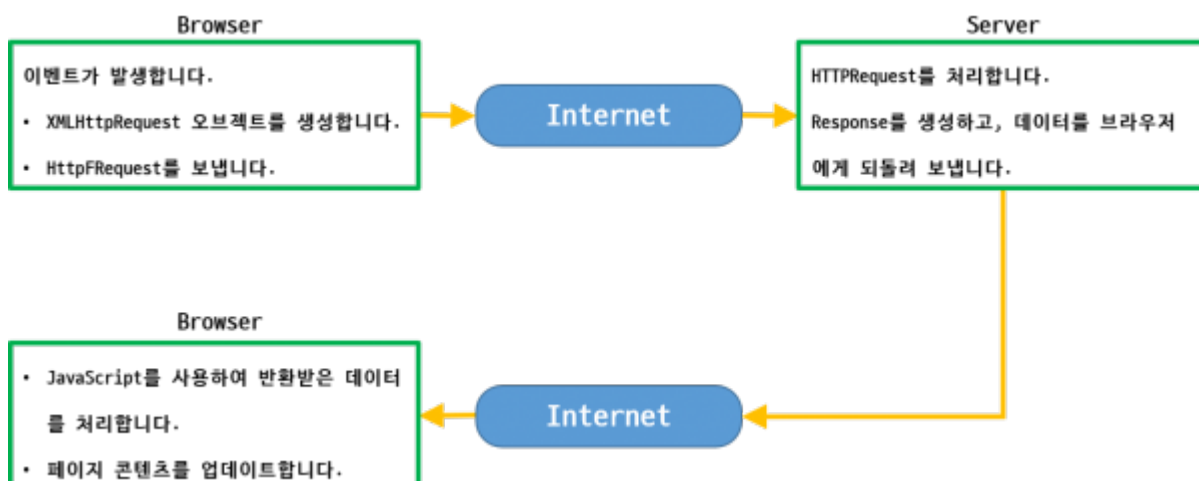 Browser
이벤트가 발생합니다.
• XMLHttpRequest 오브젝트를 생성합니다.
• HttpFRequest를 보냅니다.
Internet
Server
HTTPRequest를 처리합니다.
Response를 생성하고, 데이터를 브라우저
에게 되돌려 보냅니다.
Browser
• JavaScript를 사용하여 반환받은 데이터
를 처리합니다.
• 페이지 콘텐츠를 업데이트합니다.
Internet